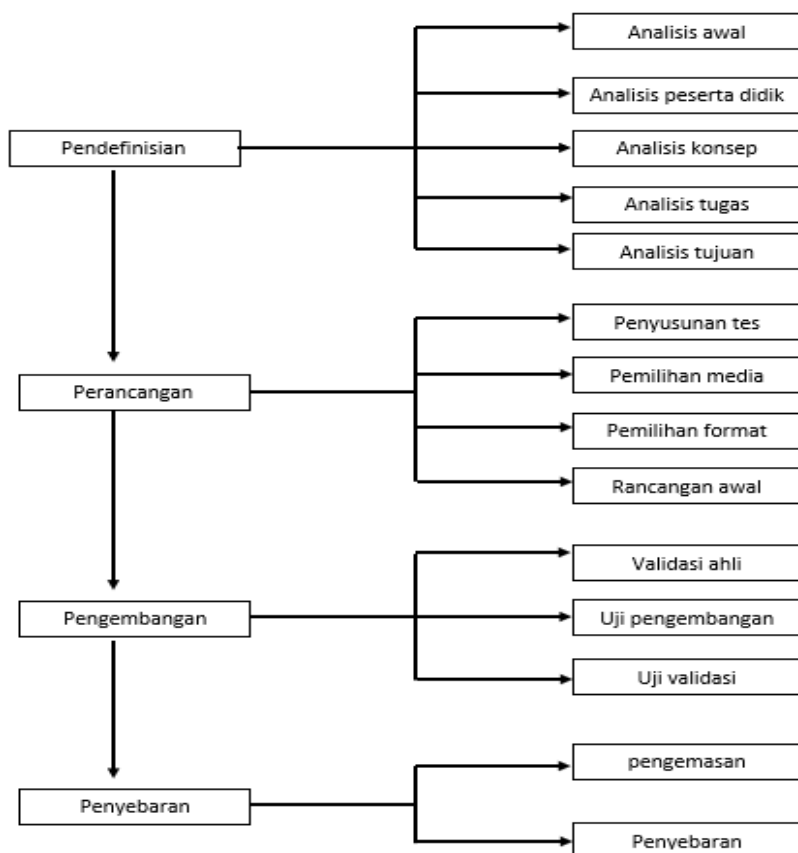 Pendefinisian
Analisis awal
Analisis peserta didik
Analisis konsep
Analisis tugas
Analisis tujuan
Perancangan
Penyusunan tes
Pemilihan media
Pemilihan format
Rancangan awal
Pengembangan
Validasi ahli
Uji pengembangan
Uji validasi
Penyebaran
pengemasan
Penyebaran